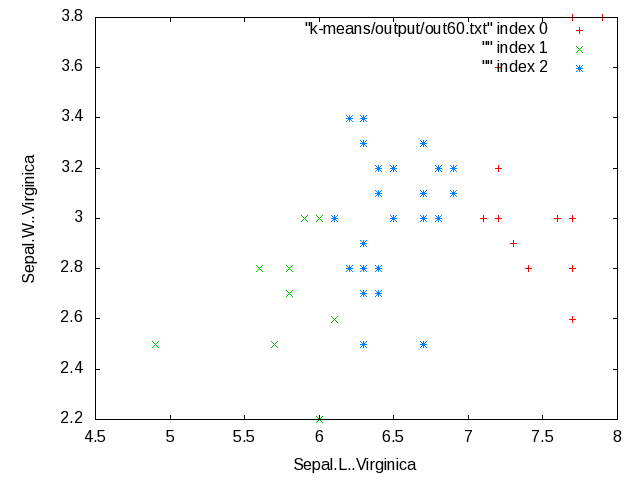 3.8
3.6
3.4
3.2
3
2.8
2.6
2.4
2.2
4.5 5 5.5 6 6.5 7 7.5 8
Sepal.W..Virginica
Sepal.L..Virginica
"k-means/output/out60.txt" index 0
"" index 1
"" index 2